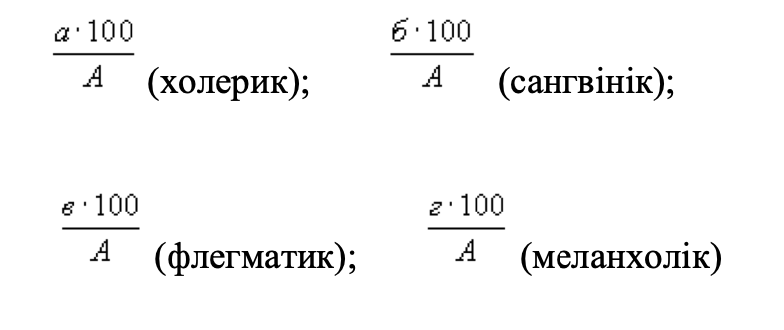 а·100 / А (холерик); б·100 / А (сангвінік);
в·100 / А (флегматик); г·100 / А (меланхолік)